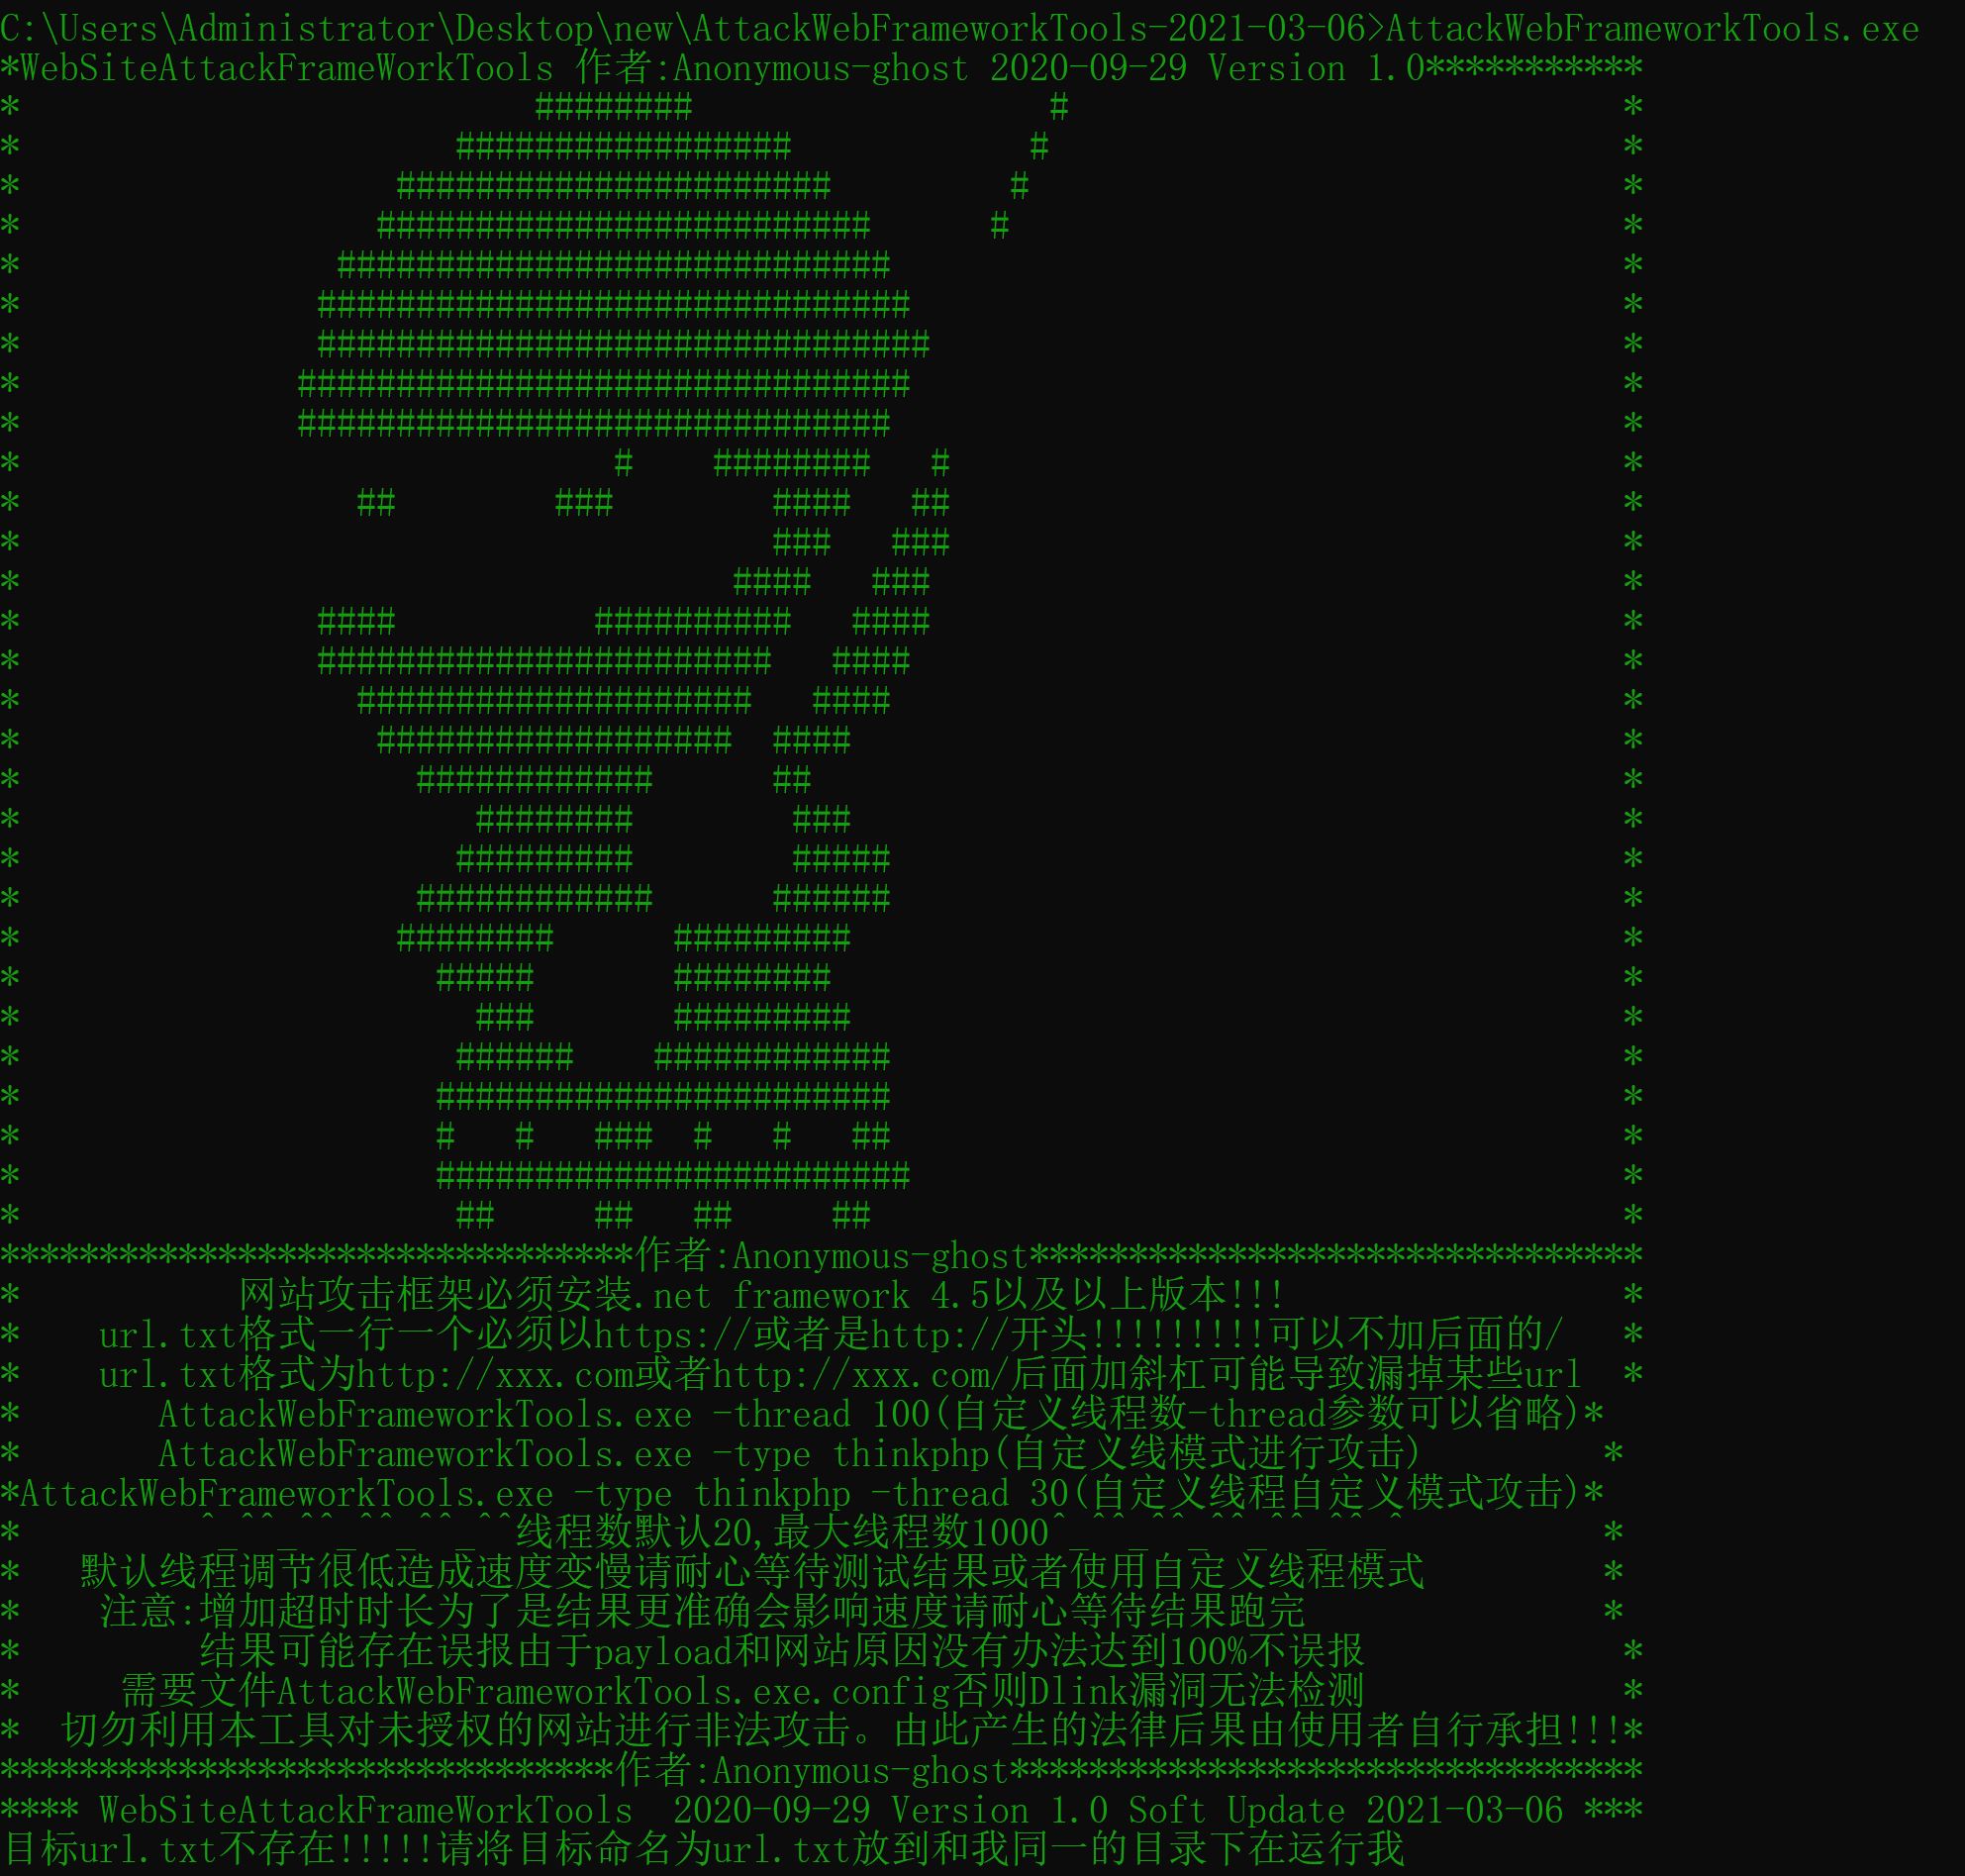 C:\Users\Administrator\Desktop\new\AttackWebFrameworkTools-2021-03-06>AttackWebFrameworkTools.exe
*WebSiteAttackFrameWorkTools 作者:Anonymous-ghost 2020-09-29 Version 1.0***********
********************************作者:Anonymous-ghost*******************************
* 网站攻击框架必须安装.net framework 4.5以及以上版本!!! *
* url.txt格式一行一个必须以https://或者是http://开头!!!!!!!!!可以不加后面的/ *
* url.txt格式为http://xxx.com或者http://xxx.com/后面加斜杠可能导致漏掉某些url *
* AttackWebFrameworkTools.exe -thread 100(自定义线程数-thread参数可以省略)*
* AttackWebFrameworkTools.exe -type thinkphp(自定义线模式进行攻击) *
*AttackWebFrameworkTools.exe -type thinkphp -thread 30(自定义线程自定义模式攻击)*
* ^_^^_^^_^^_^^_^^线程数默认20,最大线程数1000^_^^_^^_^^_^^_^^_^ *
* 默认线程调节很低造成速度变慢请耐心等待测试结果或者使用自定义线程模式 *
* 注意:增加超时时长为了是结果更准确会影响速度请耐心等待结果跑完 *
* 结果可能存在误报由于payload和网站原因没有办法达到100%不误报 *
* 需要文件AttackWebFrameworkTools.exe.config否则Dlink漏洞无法检测 *
* 切勿利用本工具对未授权的网站进行非法攻击。由此产生的法律后果由使用者自行承担!!!*
*******************************作者:Anonymous-ghost********************************
**** WebSiteAttackFrameWorkTools 2020-09-29 Version 1.0 Soft Update 2021-03-06 ***
目标url.txt不存在!!!!!请将目标命名为url.txt放到和我同一的目录下在运行我